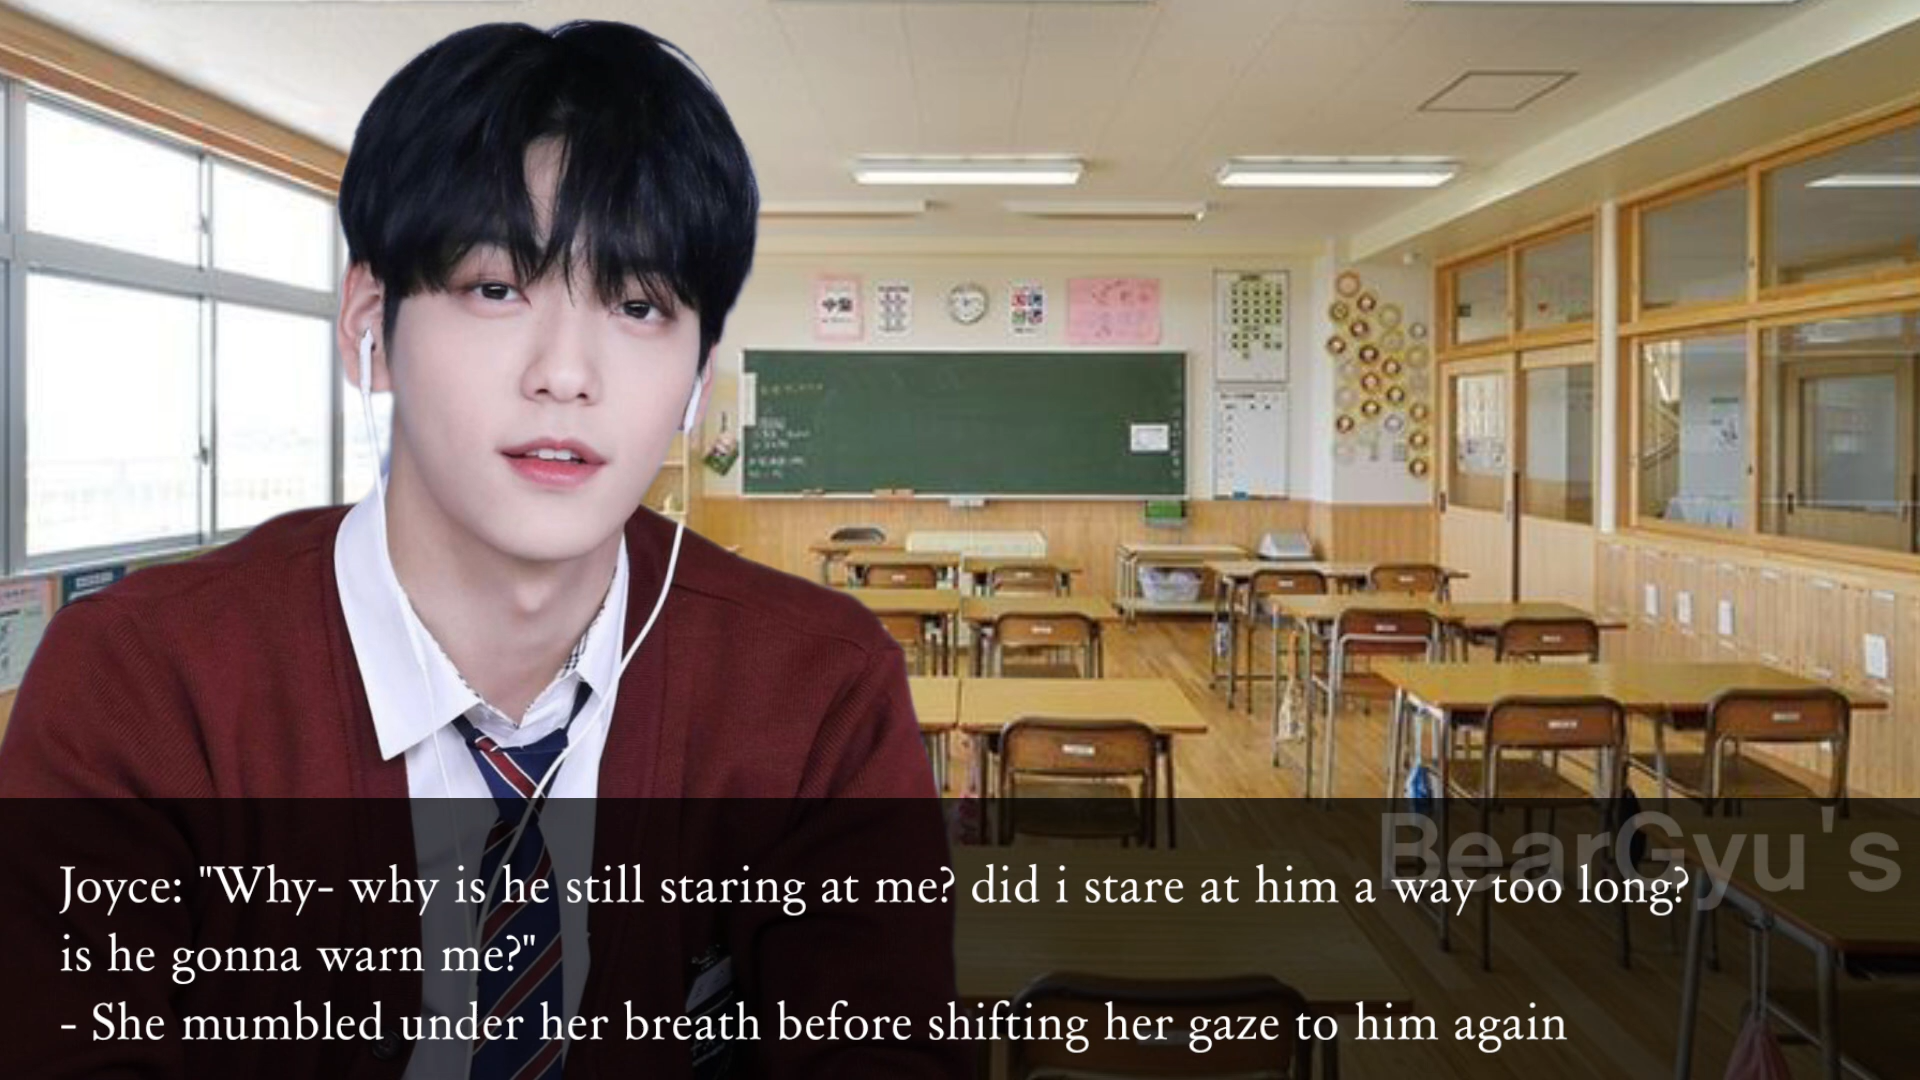 BearGyu's
Joyce: "Why- why is he still staring at me? did i stare at him a way too long?
is he gonna warn me?"
- She mumbled under her breath before shifting her gaze to him again